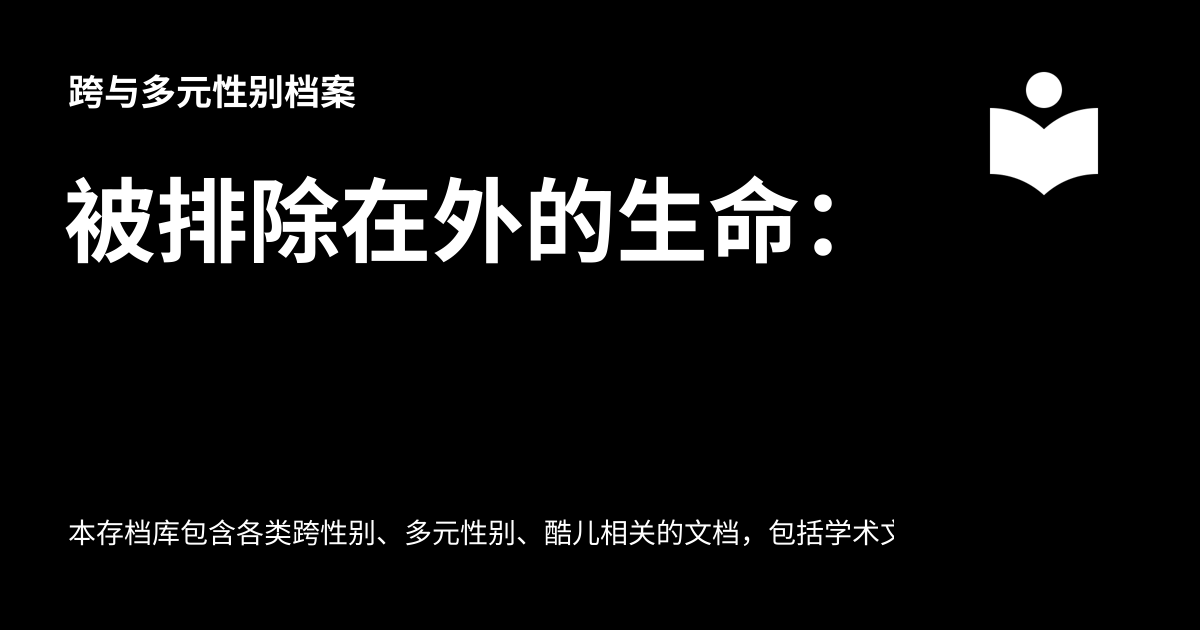 跨与多元性别档案
被排除在外的生命：
本存档库包含各类跨性别、多元性别、酷儿相关的文档，包括学术